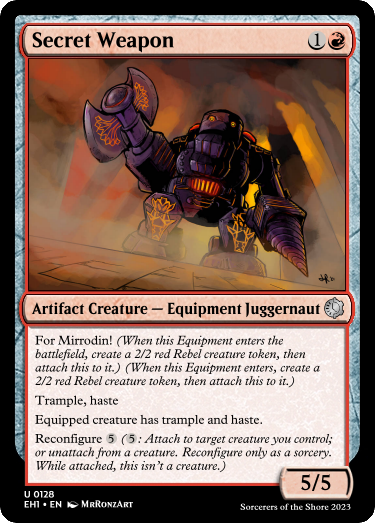 Secret Weapon 1
Artifact Creature — Equipment Juggernaut
For Mirrodin! (When this Equipment enters the
battlefield, create a 2/2 red Rebel creature token, then
attach this to it.) (When this Equipment enters, create a
2/2 red Rebel creature token, then attach this to it.)
Trample, haste
Equipped creature has trample and haste.
Reconfigure 5 (5: Attach to target creature you control;
or unattach from a creature. Reconfigure only as a sorcery.
While attached, this isn't a creature.)
5/5
U 0128
EH1 • EN MrRonzArt
Sorcerers of the Shore 2023